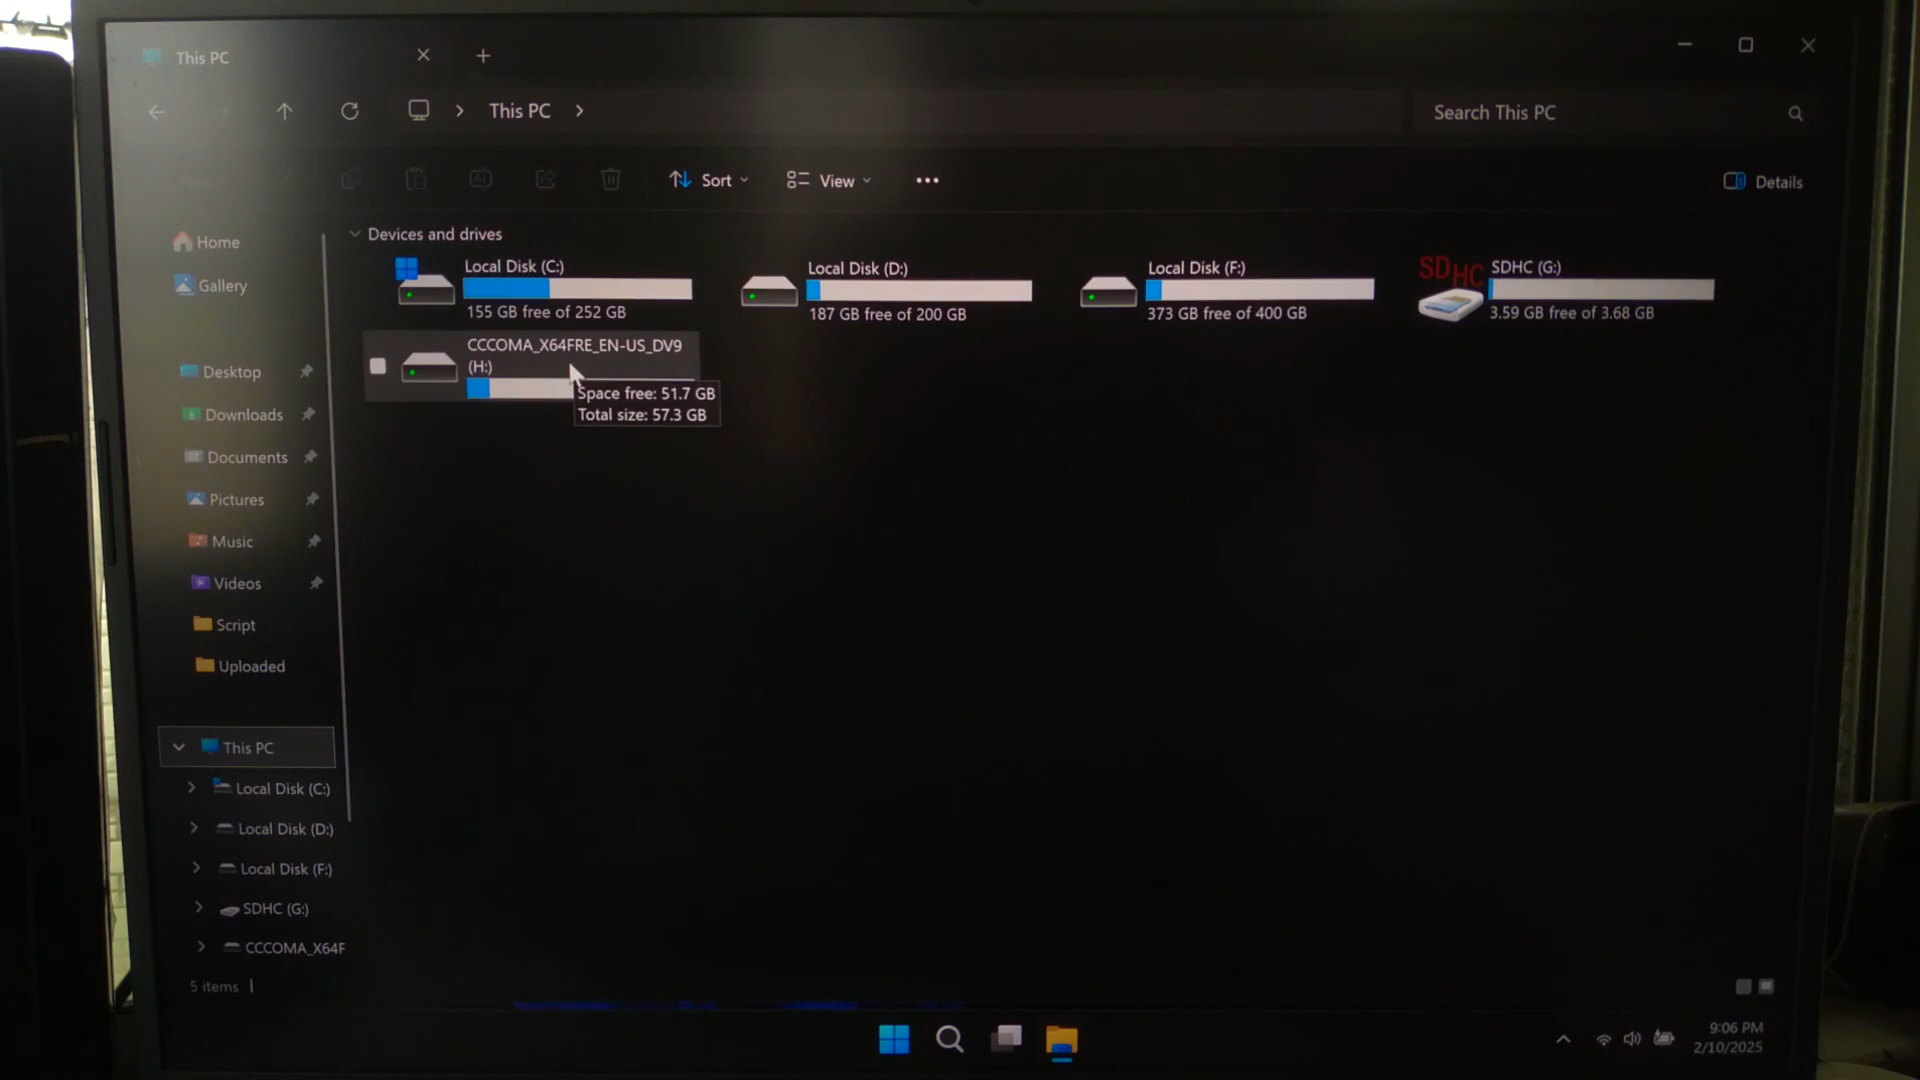 This PC
This PC
Search This PC
Sort
View
Details
Home
Gallery
Desktop
Downloads
Documents
Pictures
Music
Videos
Script
Uploaded
This PC
Local Disk (C:)
Local Disk (D:)
Local Disk (F:)
SDHC (G:)
CCCOMA_X64F
Devices and drives
Local Disk (C:)
155 GB free of 252 GB
Local Disk (D:)
187 GB free of 200 GB
Local Disk (F:)
373 GB free of 400 GB
SDHC
SDHC (G:)
3.59 GB free of 3.68 GB
CCCOMA_X64FRE_EN-US_DV9
(H:)
Space free: 51.7 GB
Total size: 57.3 GB
5 items
9:06 PM
2/10/2025